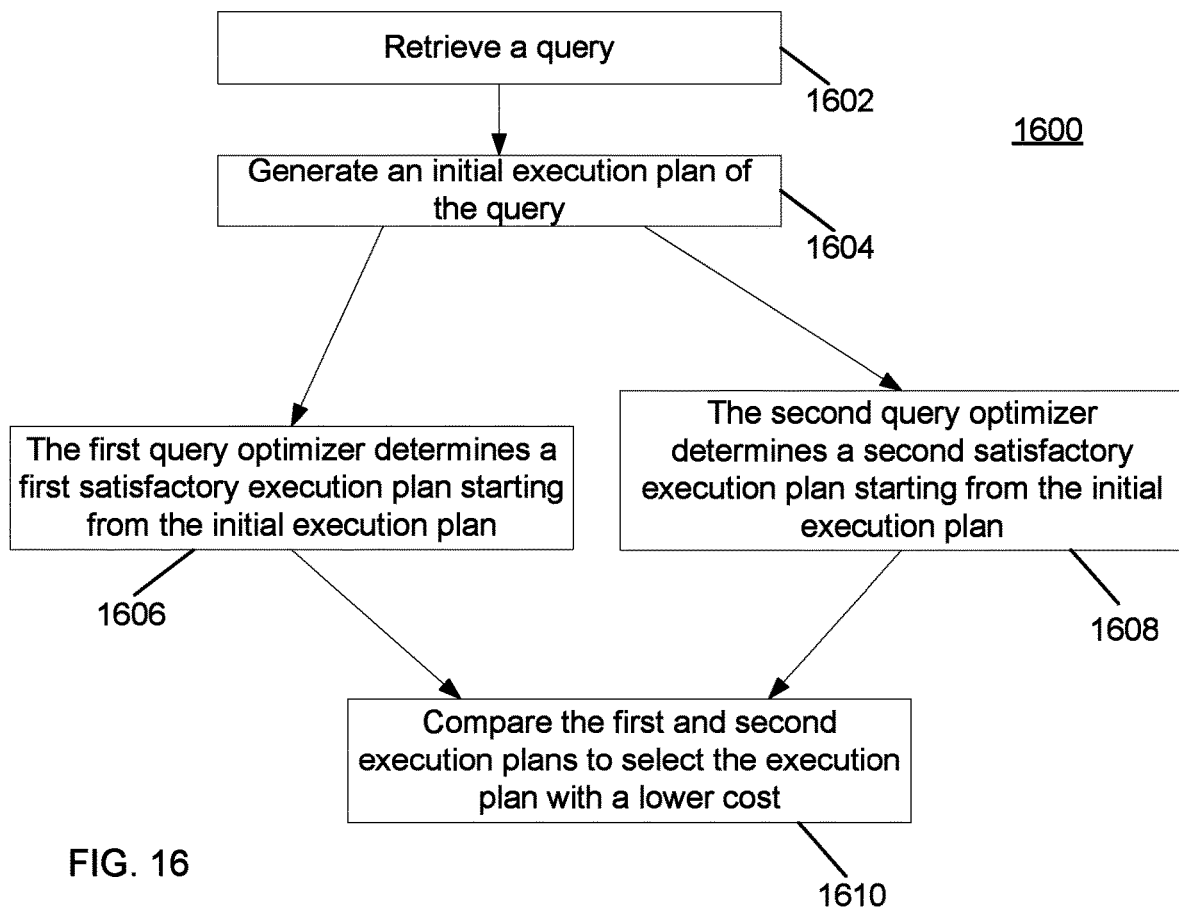 Retrieve a query
1602
1600
Generate an initial execution plan of
the query
1604
The first query optimizer determines a
first satisfactory execution plan starting
from the initial execution plan
1606
The second query optimizer
determines a second satisfactory
execution plan starting from the initial
execution plan
1608
Compare the first and second
execution plans to select the execution
plan with a lower cost
1610
FIG. 16